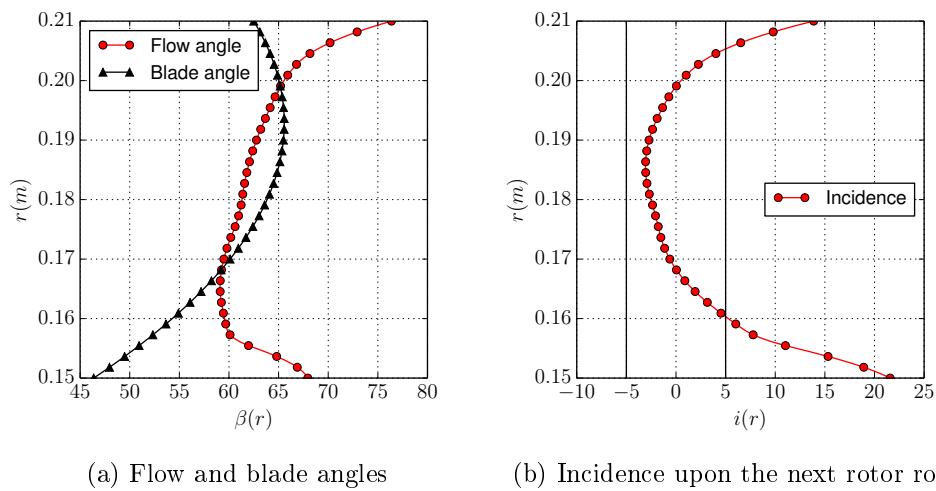 0.21
0.20
0.19
0.18
0.17
0.16
0.15
r(m)
Flow angle
Blade angle
45 50 55 60 65 70 75 80
β(r)
0.21
0.20
0.19
0.18
0.17
0.16
0.15
r(m)
Incidence
−10 −5 0 5 10 15 20 25
i(r)
(a) Flow and blade angles
(b) Incidence upon the next rotor ro